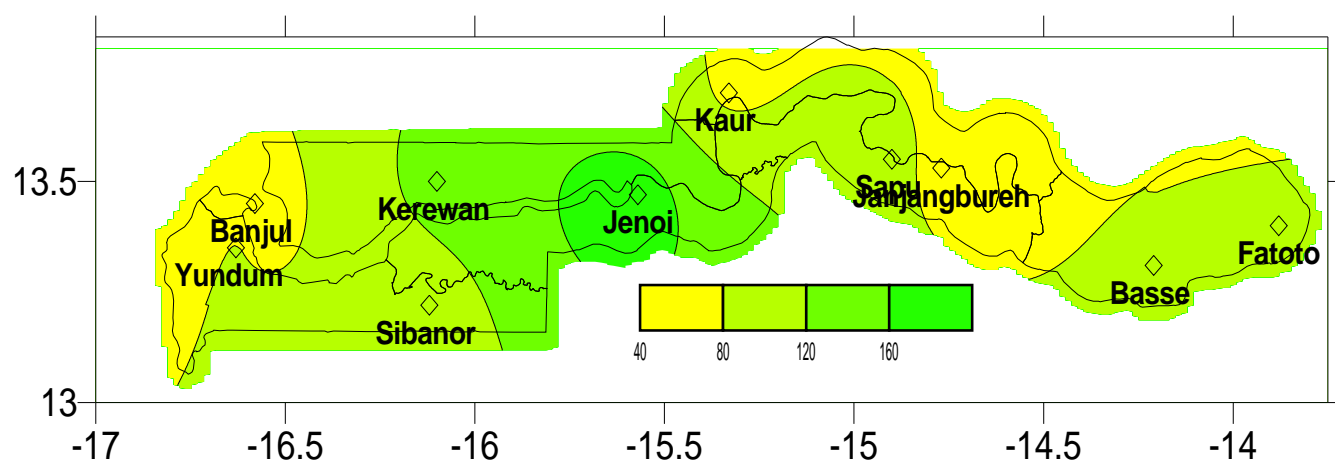 Kaur
13.5
Sapu
Janjangbureh
Kerewan
Jenoi
Banjul
Fatoto
Yundum
Basse
Sibanor
40 80 120 160
13
-17 -16.5 -16 -15.5 -15 -14.5 -14